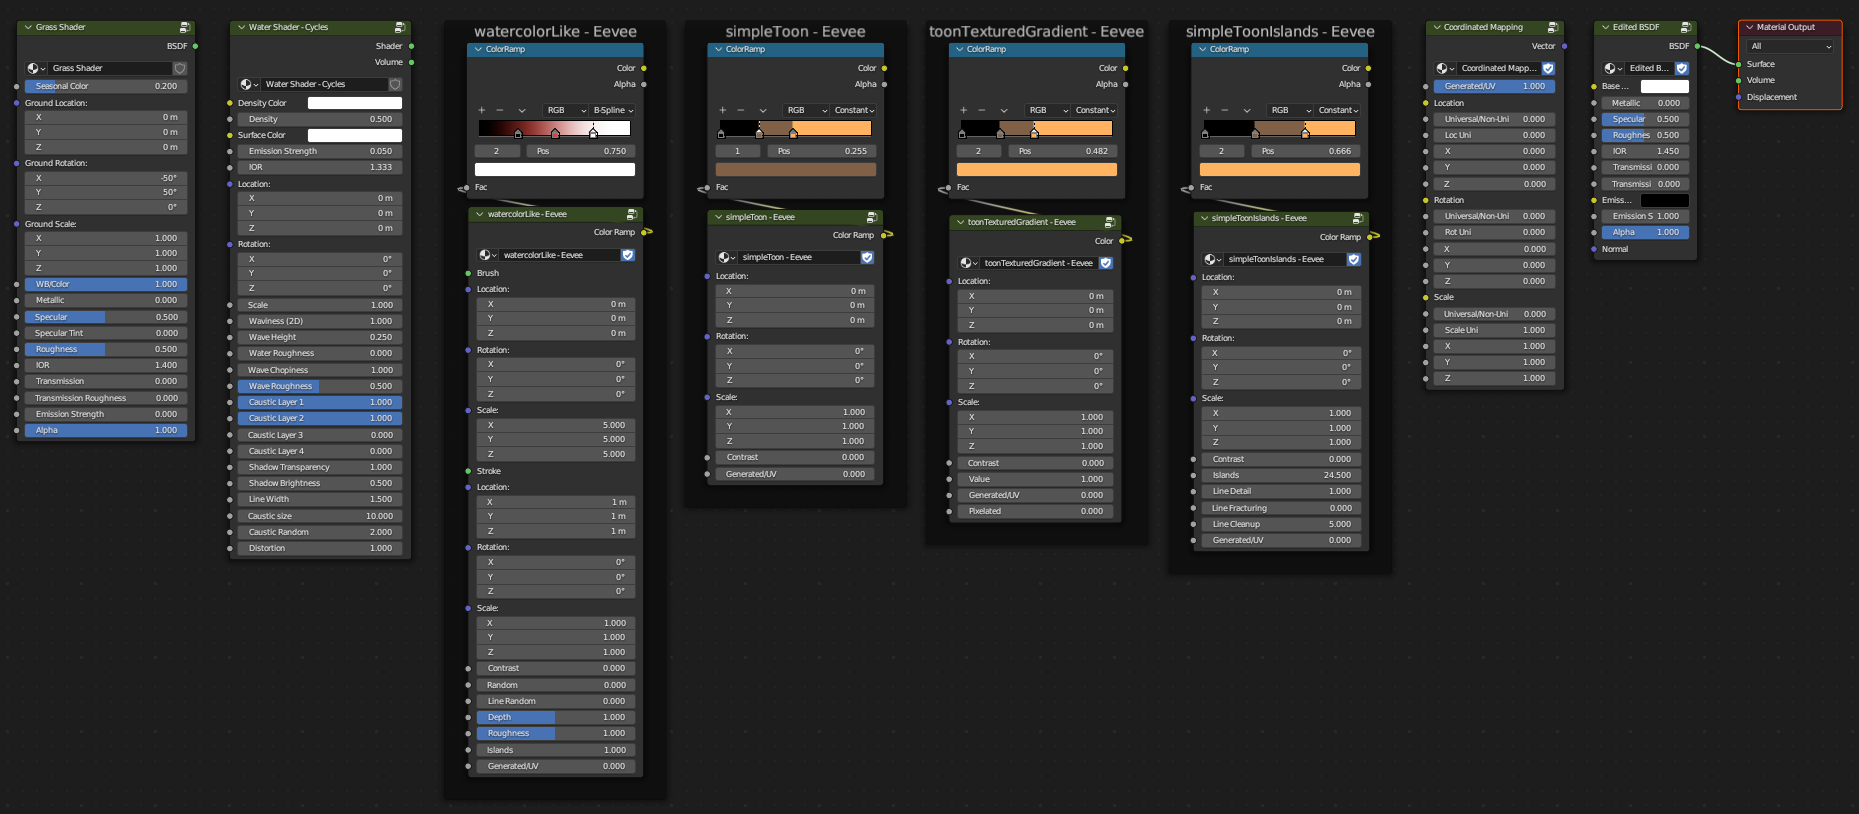 Grass Shader
BSDF
Grass Shader
Seasonal Color 0.200
Ground Location:
X 0 m
Y 0 m
Z 0 m
Ground Rotation:
X -50°
Y 50°
Z 0°
Ground Scale:
X 1.000
Y 1.000
Z 1.000
WB/Color 1.000
Metallic 0.000
Specular 0.500
Specular Tint 0.000
Roughness 0.500
IOR 1.400
Transmission 0.000
Transmission Roughness 0.000
Emission Strength 0.000
Alpha 1.000
Water Shader - Cycles
Shader
Volume
Water Shader - Cycles
Density Color
Density 0.500
Surface Color
Emission Strength 0.050
IOR 1.333
Location:
X 0 m
Y 0 m
Z 0 m
Rotation:
X 0°
Y 0°
Z 0°
Scale 1.000
Waviness (2D) 1.000
Wave Height 0.250
Water Roughness 0.000
Wave Chopiness 1.000
Wave Roughness 0.500
Caustic Layer 1 1.000
Caustic Layer 2 1.000
Caustic Layer 3 0.000
Caustic Layer 4 0.000
Shadow Transparency 1.000
Shadow Brightness 0.500
Line Width 1.500
Caustic size 10.000
Caustic Random 2.000
Distortion 1.000
watercolorLike - Eevee
ColorRamp
Color
Alpha
RGB B-Spline
2 Pos 0.750
Fac
watercolorLike - Eevee
Color Ramp
watercolorLike - Eevee
Brush
Location:
X 0 m
Y 0 m
Z 0 m
Rotation:
X 0°
Y 0°
Z 0°
Scale:
X 5.000
Y 5.000
Z 5.000
Stroke
Location:
X 1 m
Y 1 m
Z 1 m
Rotation:
X 0°
Y 0°
Z 0°
Scale:
X 1.000
Y 1.000
Z 1.000
Contrast 0.000
Random 0.000
Line Random 0.000
Depth 1.000
Roughness 1.000
Islands 1.000
Generated/UV 0.000
simpleToon - Eevee
ColorRamp
Color
Alpha
RGB Constant
1 Pos 0.255
Fac
simpleToon - Eevee
Color Ramp
simpleToon - Eevee
Location:
X 0 m
Y 0 m
Z 0 m
Rotation:
X 0°
Y 0°
Z 0°
Scale:
X 1.000
Y 1.000
Z 1.000
Contrast 0.000
Generated/UV 0.000
toonTexturedGradient - Eevee
ColorRamp
Color
Alpha
RGB Constant
2 Pos 0.482
Fac
toonTexturedGradient - Eevee
Color
toonTexturedGradient - Eevee
Location:
X 0 m
Y 0 m
Z 0 m
Rotation:
X 0°
Y 0°
Z 0°
Scale:
X 1.000
Y 1.000
Z 1.000
Contrast 0.000
Value 1.000
Generated/UV 0.000
Pixelated 0.000
simpleToonIslands - Eevee
ColorRamp
Color
Alpha
RGB Constant
2 Pos 0.666
Fac
simpleToonIslands - Eevee
Color Ramp
simpleToonIslands - Eevee
Location:
X 0 m
Y 0 m
Z 0 m
Rotation:
X 0°
Y 0°
Z 0°
Scale:
X 1.000
Y 1.000
Z 1.000
Contrast 0.000
Islands 24.500
Line Detail 1.000
Line Fracturing 0.000
Line Cleanup 5.000
Generated/UV 0.000
Coordinated Mapping
Vector
Coordinated Mapp...
Generated/UV 1.000
Location
Universal/Non-Uni 0.000
Loc Uni 0.000
X 0.000
Y 0.000
Z 0.000
Rotation
Universal/Non-Uni 0.000
Rot Uni 0.000
X 0.000
Y 0.000
Z 0.000
Scale
Universal/Non-Uni 0.000
Scale Uni 1.000
X 1.000
Y 1.000
Z 1.000
Edited BSDF
BSDF
Edited B...
Base ...
Metallic 0.000
Specular 0.500
Roughnes 0.500
IOR 1.450
Transmissi 0.000
Transmissi 0.000
Emiss...
Emission S 1.000
Alpha 1.000
Normal
Material Output
All
Surface
Volume
Displacement